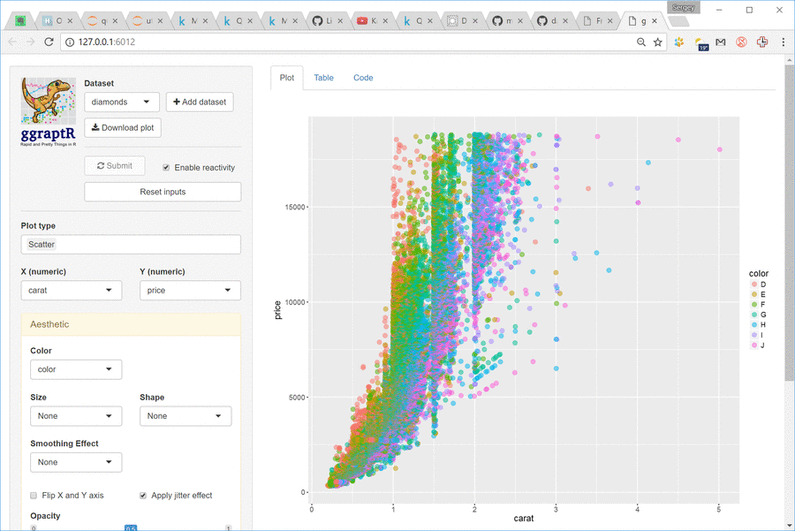 Sergey
127.0.0.1:6012
19°
ggraptR
Rapid and Pretty Things in R
Dataset
diamonds
+ Add dataset
Download plot
Submit
Enable reactivity
Reset inputs
Plot type
Scatter
X (numeric)
Y (numeric)
carat
price
Aesthetic
Color
color
Size
Shape
None
None
Smoothing Effect
None
Flip X and Y axis
Apply jitter effect
Opacity
0
0.5
1
Plot
Table
Code
price
15000
10000
5000
0
0
1
2
3
4
5
carat
color
D
E
F
G
H
I
J